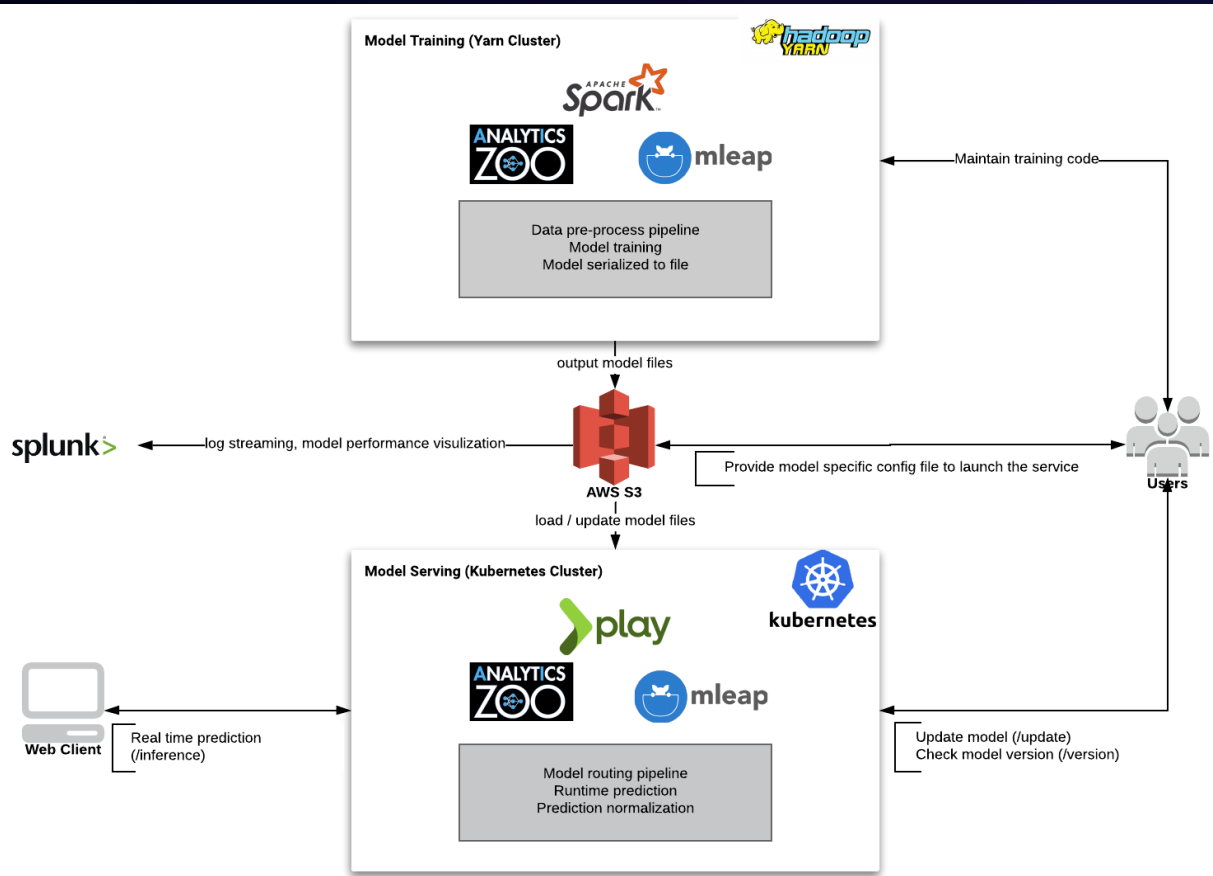 Model Training (Yarn Cluster)
hadoop
YARN
APACHE
Spark
ANALYTICS
ZOO
mleap
Maintain training code
Data pre-process pipeline
Model training
Model serialized to file
output model files
splunk>
log streaming, model performance visulization
Provide model specific config file to launch the service
AWS S3
Users
load / update model files
Model Serving (Kubernetes Cluster)
kubernetes
play
ANALYTICS
ZOO
mleap
Web Client
Real time prediction
(/inference)
Update model (/update)
Check model version (/version)
Model routing pipeline
Runtime prediction
Prediction normalization